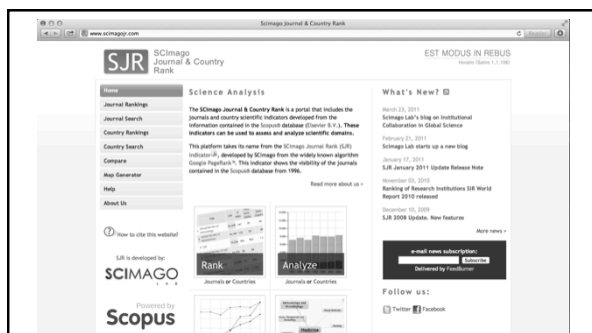 Scimago Journal & Country Rank
www.scimagojr.com
Reader
SJR
SCImago
Journal & Country
Rank
EST MODUS IN REBUS
Horatio (Satire 1,1,106)
Home
Journal Rankings
Journal Search
Country Rankings
Country Search
Compare
Map Generator
Help
About Us
How to cite this website?
SJR is developed by:
SCIMAGO
LAB
Powered by
Scopus
Science Analysis
The SCImago Journal & Country Rank is a portal that includes the
journals and country scientific indicators developed from the
information contained in the Scopus® database (Elsevier B.V.). These
indicators can be used to assess and analyze scientific domains.
This platform takes its name from the SCImago Journal Rank (SJR)
indicator, developed by SCImago from the widely known algorithm
Google PageRank™. This indicator shows the visibility of the journals
contained in the Scopus® database from 1996.
Read more about us >
Rank
Journals or Countries
Analyze
Journals or Countries
Medicine
What's New?
March 23, 2011
Scimago Lab's blog on Institutional
Collaboration in Global Science
February 21, 2011
Scimago Lab starts up a new blog
January 17, 2011
SJR January 2011 Update Release Note
November 03, 2010
Ranking of Research Institutions SIR World
Report 2010 released
December 10, 2009
SJR 2008 Update. New features
More news >
e-mail news subscription:
Subscribe
Delivered by FeedBurner
Follow us:
Twitter
Facebook